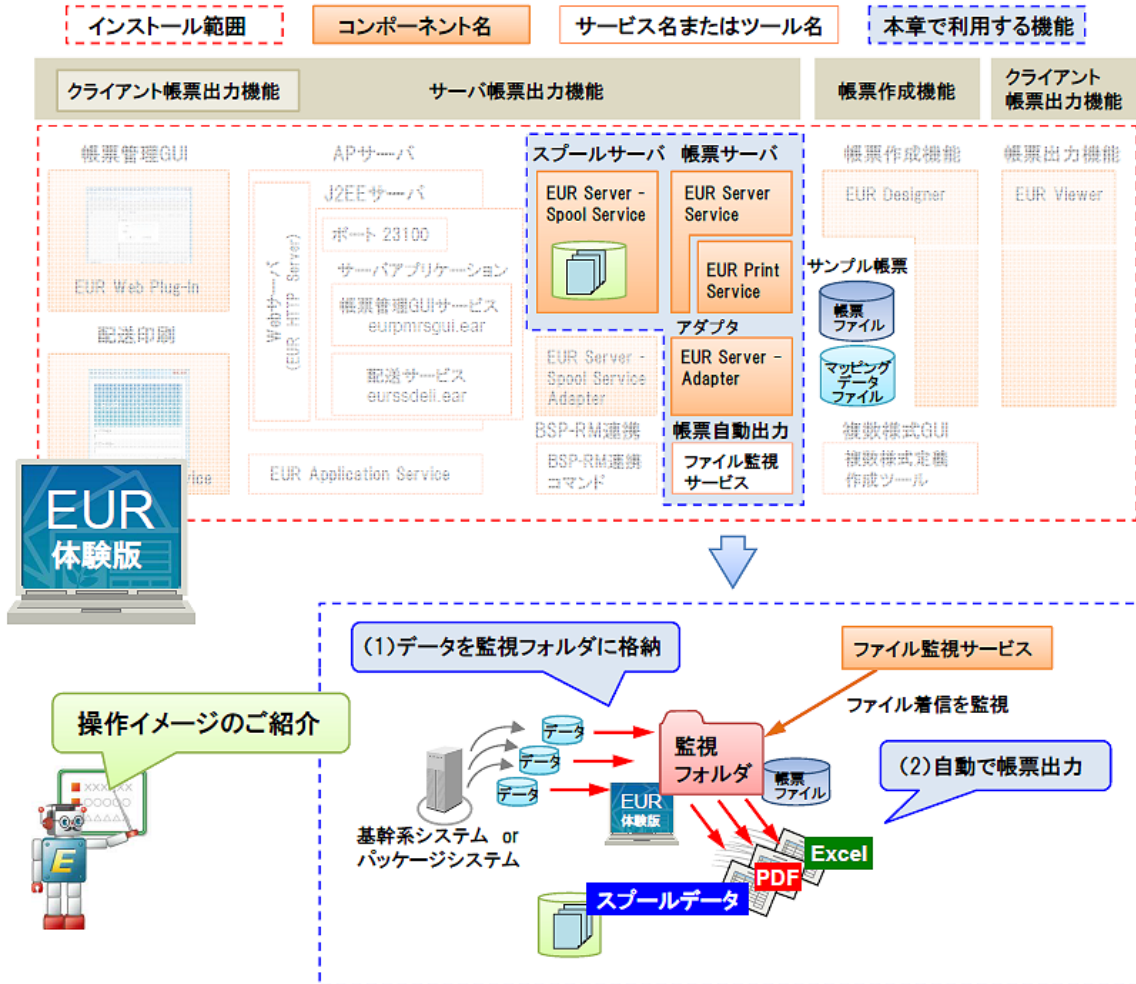 インストール範囲
コンポーネント名
サービス名またはツール名
本章で利用する機能
クライアント帳票出力機能
サーバ帳票出力機能
帳票作成機能
クライアント
帳票出力機能
帳票管理GUI
EUR Web Plug-In
配送印刷
APサーバ
J2EEサーバ
Webサーバ
(EUR HTTP Server)
ポート 23100
サーバアプリケーション
帳票管理GUIサービス
eurpmrsgui.ear
配送サービス
eurssdeli.ear
EUR Application Service
スプールサーバ
EUR Server -
Spool Service
EUR Server -
Spool Service
Adapter
BSP-RM連携
BSP-RM連携
コマンド
帳票サーバ
EUR Server
Service
EUR Print
Service
アダプタ
EUR Server -
Adapter
帳票自動出力
ファイル監視
サービス
帳票作成機能
EUR Designer
サンプル帳票
帳票
ファイル
マッピング
データ
ファイル
複数様式GUI
複数様式定義
作成ツール
帳票出力機能
EUR Viewer
EUR
体験版
(1)データを監視フォルダに格納
ファイル監視サービス
ファイル着信を監視
操作イメージのご紹介
データ
データ
データ
監視
フォルダ
帳票
ファイル
(2)自動で帳票出力
EUR
体験版
基幹系システム or
パッケージシステム
Excel
PDF
スプールデータ
E